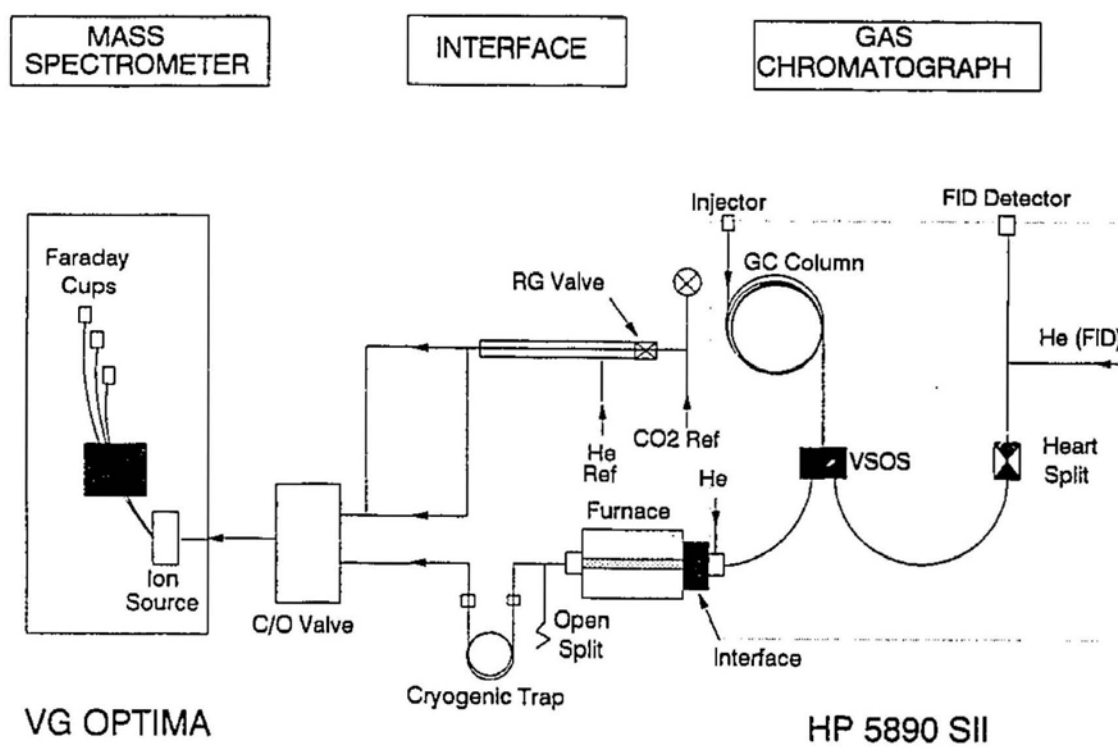 MASS
SPECTROMETER
INTERFACE
GAS
CHROMATOGRAPH
Injector
FID Detector
Faraday
Cups
GC Column
RG Valve
He (FID)
He
Ref
CO2 Ref
He
VSOS
Heart
Split
Furnace
Ion
Source
C/O Valve
Open
Split
Interface
Cryogenic Trap
VG OPTIMA
HP 5890 SII